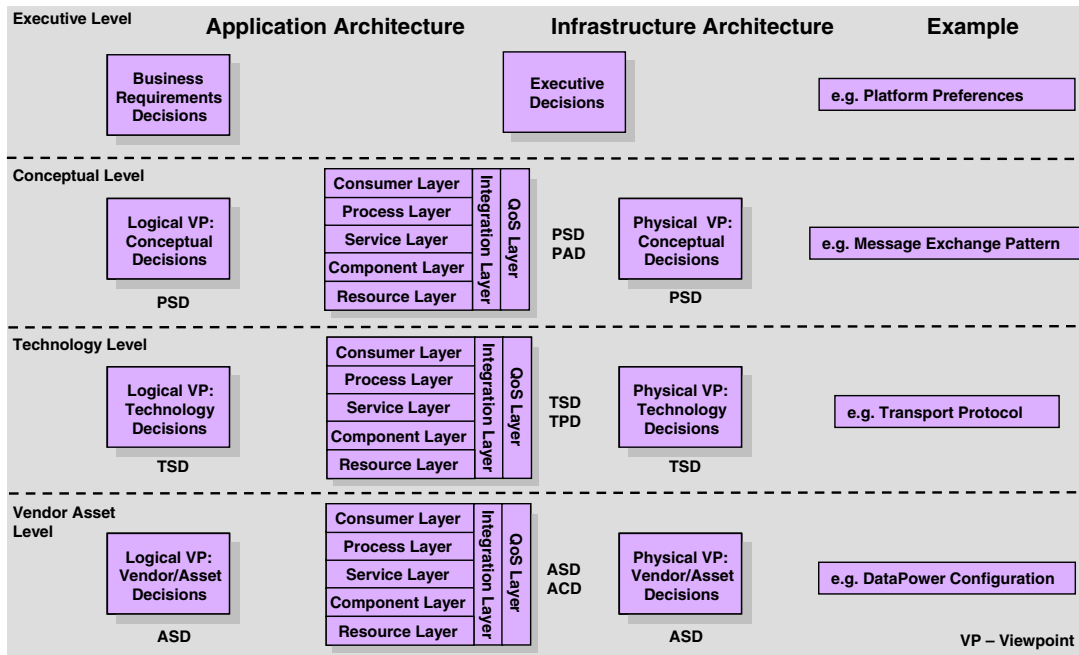 Executive Level
Application Architecture
Infrastructure Architecture
Example
Business
Requirements
Decisions
Executive
Decisions
e.g. Platform Preferences
Conceptual Level
Logical VP:
Conceptual
Decisions
PSD
Consumer Layer
Process Layer
Service Layer
Component Layer
Resource Layer
Integration Layer
QoS Layer
PSD
PAD
Physical VP:
Conceptual
Decisions
PSD
e.g. Message Exchange Pattern
Technology Level
Logical VP:
Technology
Decisions
TSD
Consumer Layer
Process Layer
Service Layer
Component Layer
Resource Layer
Integration Layer
QoS Layer
TSD
TPD
Physical VP:
Technology
Decisions
TSD
e.g. Transport Protocol
Vendor Asset
Level
Logical VP:
Vendor/Asset
Decisions
ASD
Consumer Layer
Process Layer
Service Layer
Component Layer
Resource Layer
Integration Layer
QoS Layer
ASD
ACD
Physical VP:
Vendor/Asset
Decisions
ASD
e.g. DataPower Configuration
VP – Viewpoint